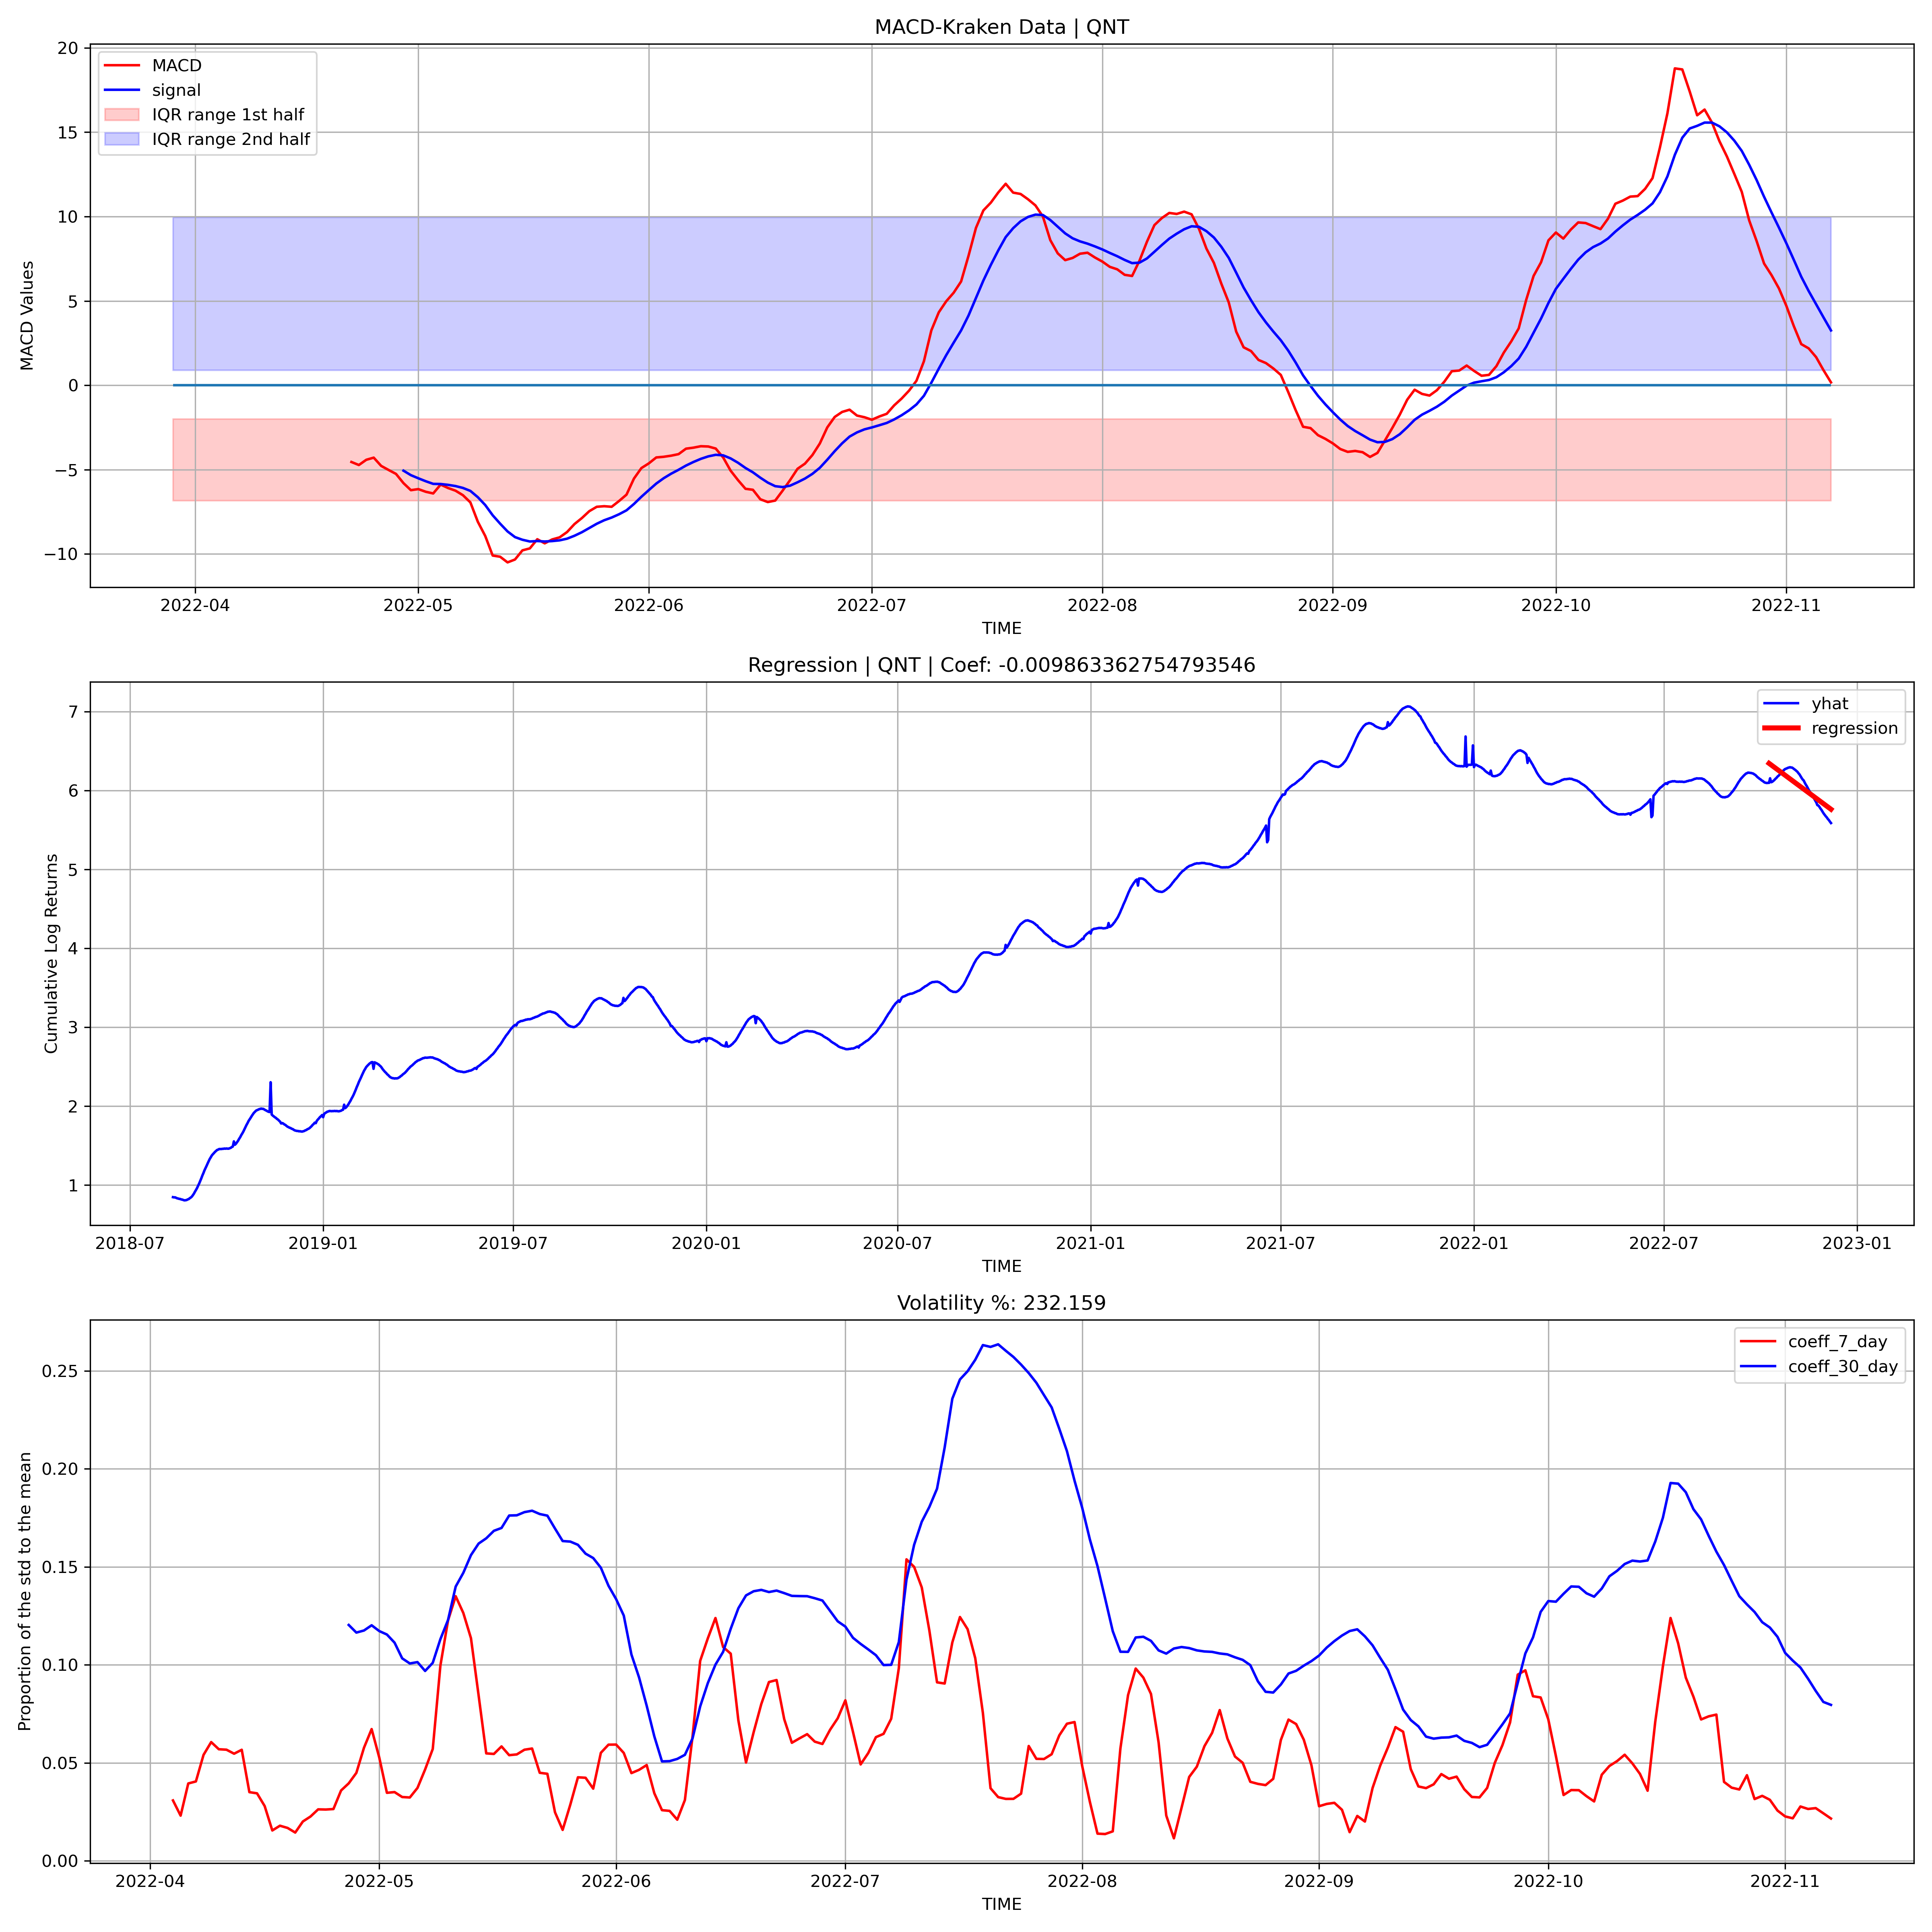 MACD-Kraken Data | QNT
MACD
signal
IQR range 1st half
IQR range 2nd half
MACD Values
20
15
10
5
0
−5
−10
2022-04 2022-05 2022-06 2022-07 2022-08 2022-09 2022-10 2022-11
TIME
Regression | QNT | Coef: -0.009863362754793546
yhat
regression
Cumulative Log Returns
7
6
5
4
3
2
1
2018-07 2019-01 2019-07 2020-01 2020-07 2021-01 2021-07 2022-01 2022-07 2023-01
TIME
Volatility %: 232.159
coeff_7_day
coeff_30_day
Proportion of the std to the mean
0.25
0.20
0.15
0.10
0.05
0.00
2022-04 2022-05 2022-06 2022-07 2022-08 2022-09 2022-10 2022-11
TIME